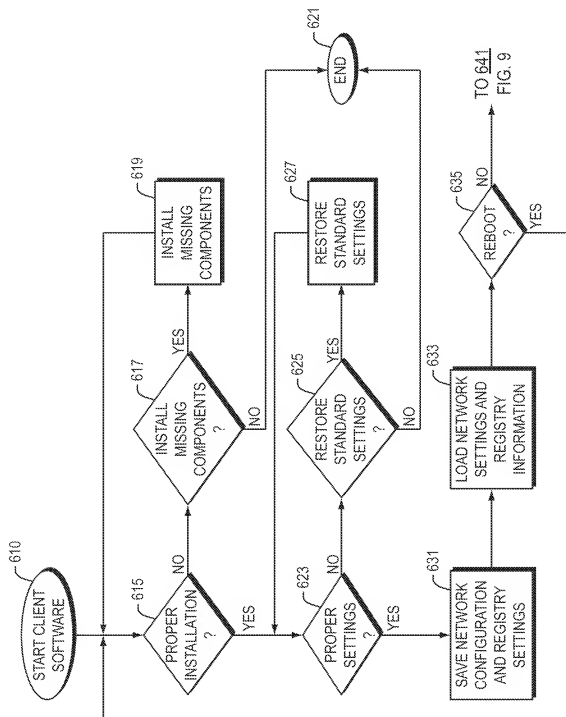 610
START CLIENT
SOFTWARE
615
PROPER
INSTALLATION
?
NO
YES
617
INSTALL
MISSING
COMPONENTS
?
YES
NO
619
INSTALL
MISSING
COMPONENTS
621
END
623
PROPER
SETTINGS
?
NO
YES
625
RESTORE
STANDARD
SETTINGS
?
YES
NO
627
RESTORE
STANDARD
SETTINGS
631
SAVE NETWORK
CONFIGURATION
AND REGISTRY
SETTINGS
633
LOAD NETWORK
SETTINGS AND
REGISTRY
INFORMATION
635
REBOOT
?
NO
YES
TO 641
FIG. 9